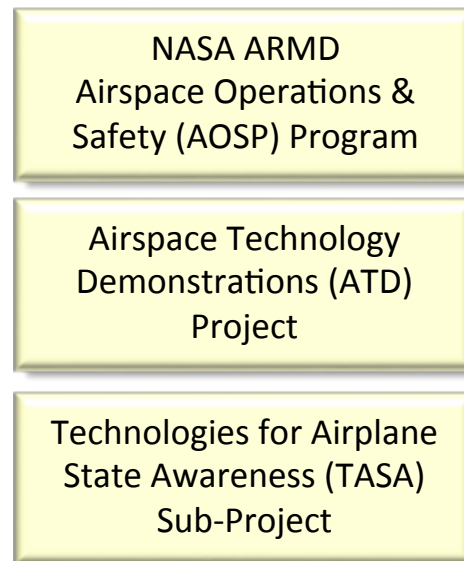 NASA ARMD
Airspace Operations &
Safety (AOSP) Program
Airspace Technology
Demonstrations (ATD)
Project
Technologies for Airplane
State Awareness (TASA)
Sub-Project